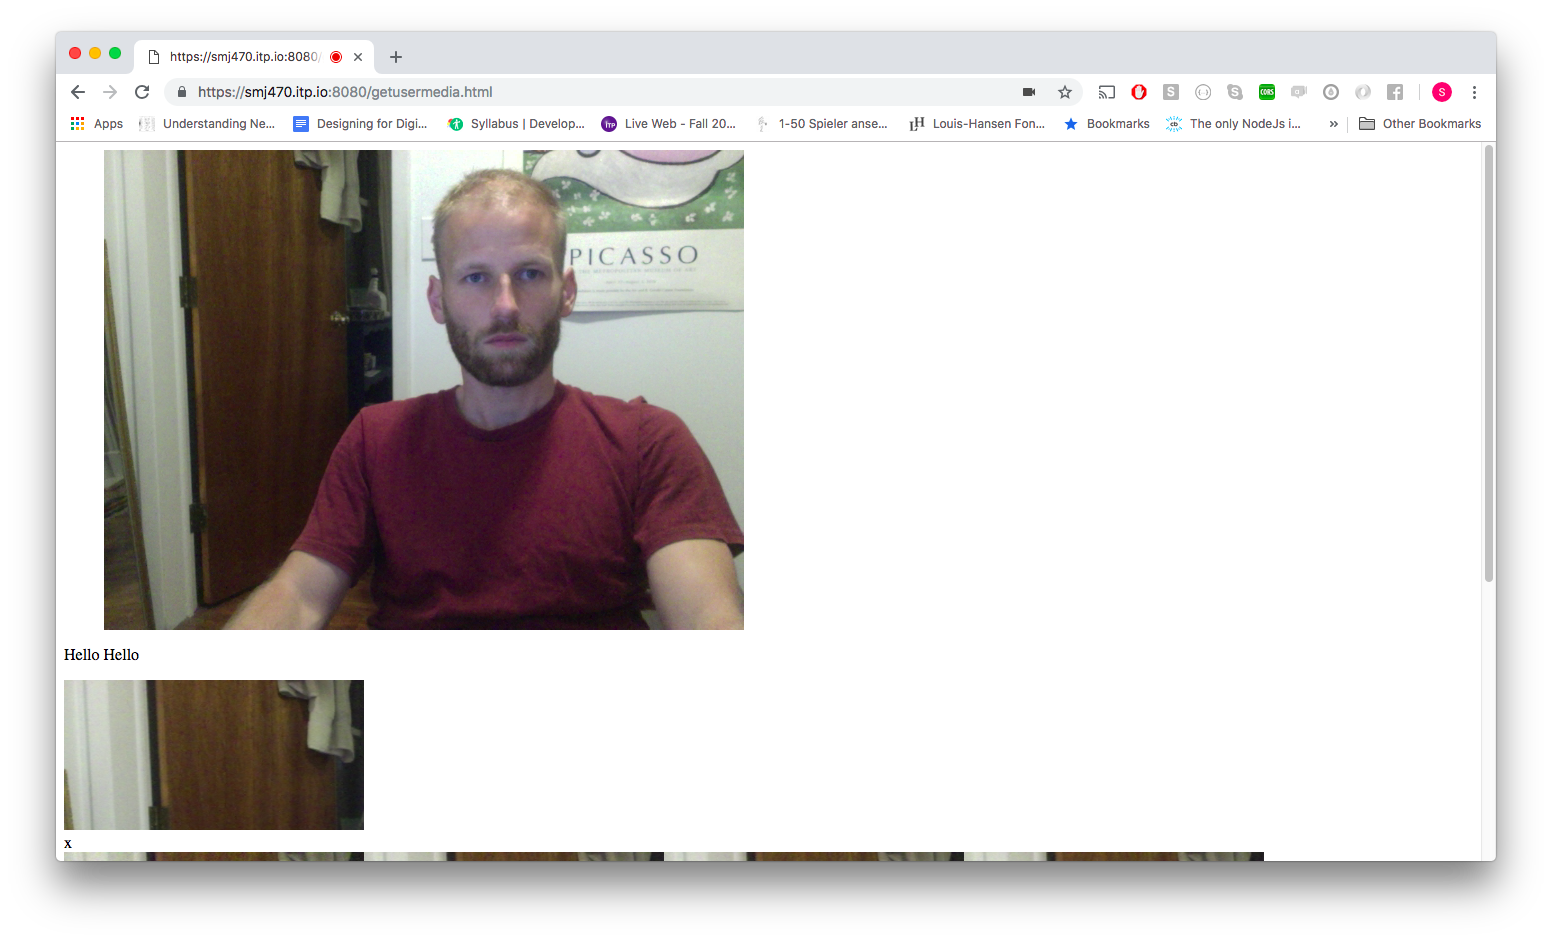 https://smj470.itp.io:8080/
https://smj470.itp.io:8080/getusermedia.html
S CORS S
Apps Understanding Ne... Designing for Digi... Syllabus | Develop... Live Web - Fall 20... 1-50 Spieler anse... Louis-Hansen Fon... Bookmarks The only NodeJs i... » Other Bookmarks
PICASSO
Hello Hello
x